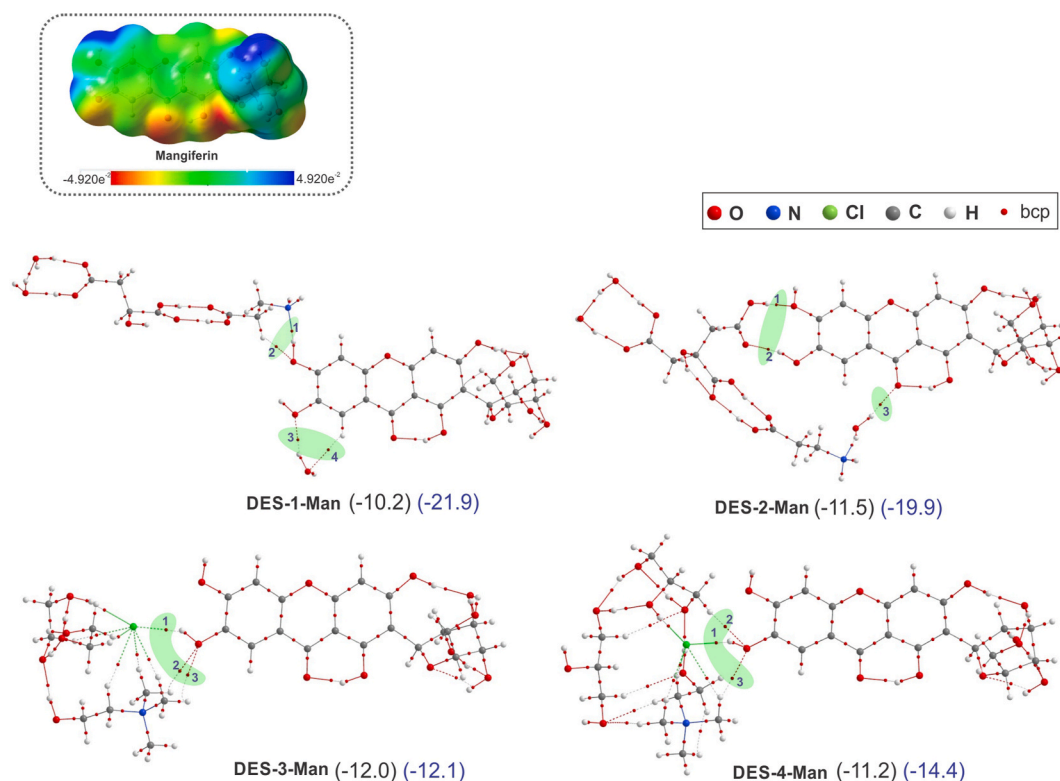 Mangiferin
-4.920e⁻² 4.920e⁻²
O N Cl C H bcp
1
2
3
4
DES-1-Man (-10.2) (-21.9)
1
2
3
DES-2-Man (-11.5) (-19.9)
1
2
3
DES-3-Man (-12.0) (-12.1)
2
1
3
DES-4-Man (-11.2) (-14.4)